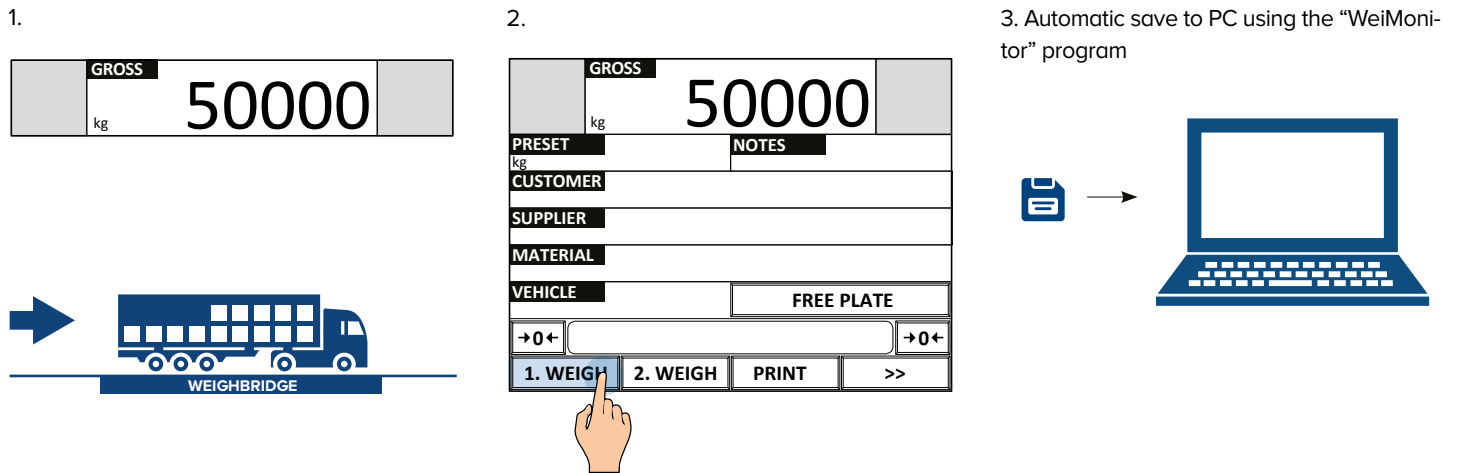 1.
GROSS
kg 50000
WEIGHBRIDGE
2.
GROSS
kg 50000
PRESET NOTES
kg
CUSTOMER
SUPPLIER
MATERIAL
VEHICLE FREE PLATE
→0← →0←
1. WEIGH 2. WEIGH PRINT >>
3. Automatic save to PC using the “WeiMoni-
tor” program